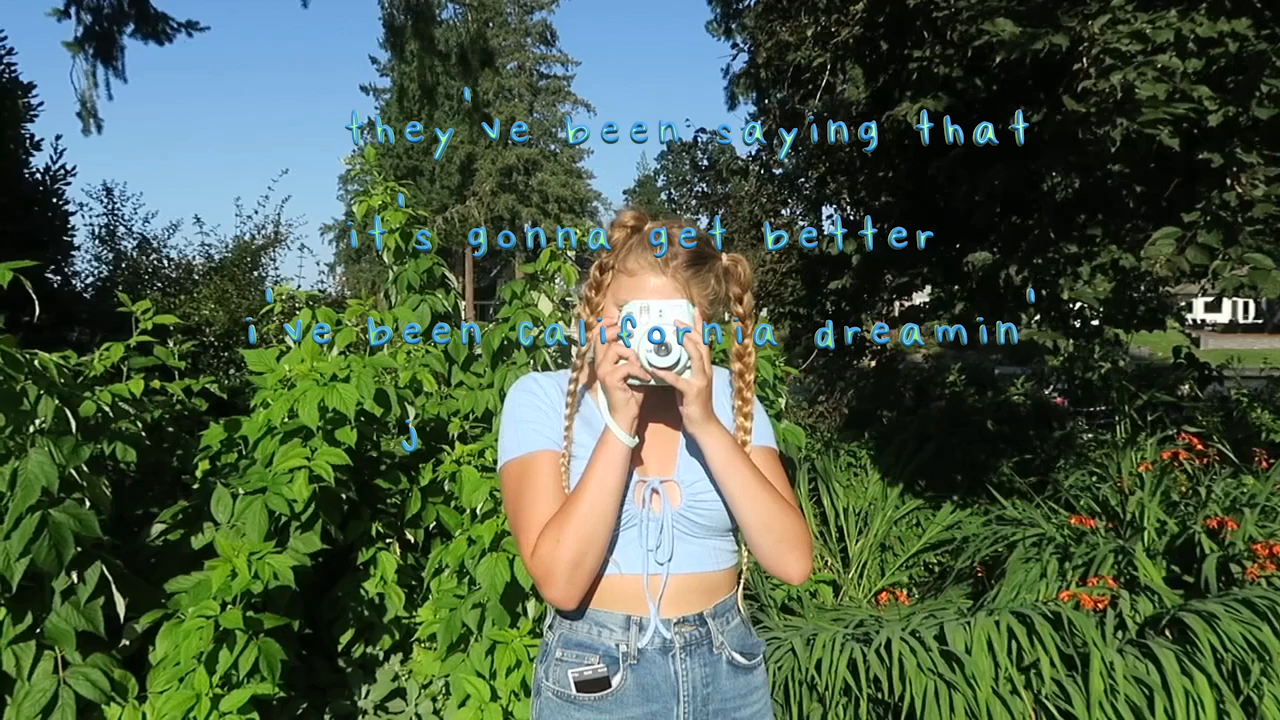 they've been saying that
it's gonna get better
i've been california dreamin'
j